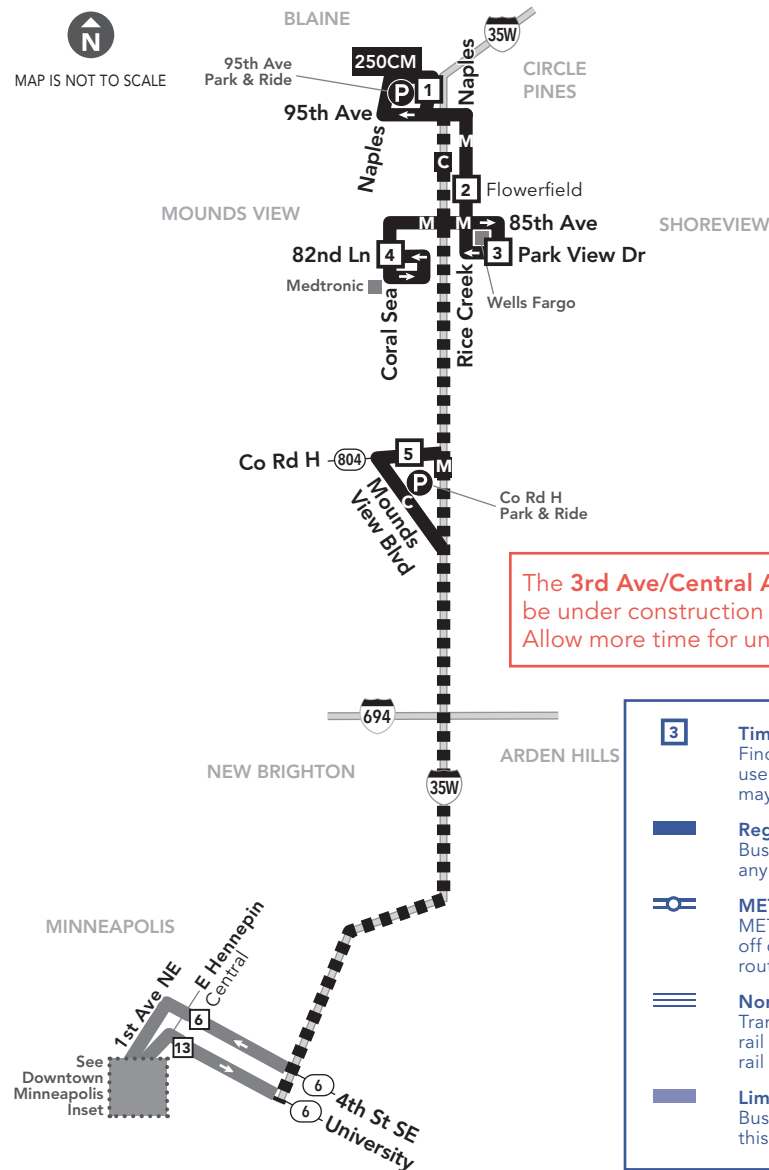 BLAINE
N
MAP IS NOT TO SCALE
35W
95th Ave
Park & Ride
250CM
P
1
Naples
CIRCLE
PINES
95th Ave
Naples
M
C
2
Flowerfield
MOUNDS VIEW
M
M
85th Ave
SHOREVIEW
82nd Ln
4
3
Park View Dr
Medtronic
Coral Sea
Rice Creek
Wells Fargo
Co Rd H
804
5
M
P
C
Mounds
View Blvd
Co Rd H
Park & Ride
The 3rd Ave/Central A
be under construction
Allow more time for un
694
NEW BRIGHTON
ARDEN HILLS
35W
3
Tim
Find
use
may
Reg
Bus
any
MET
MET
off
rout
Nor
Tran
rail
rail
Lim
Bus
this
MINNEAPOLIS
1st Ave NE
E Hennepin
Central
6
13
See
Downtown
Minneapolis
Inset
6
4th St SE
6
University